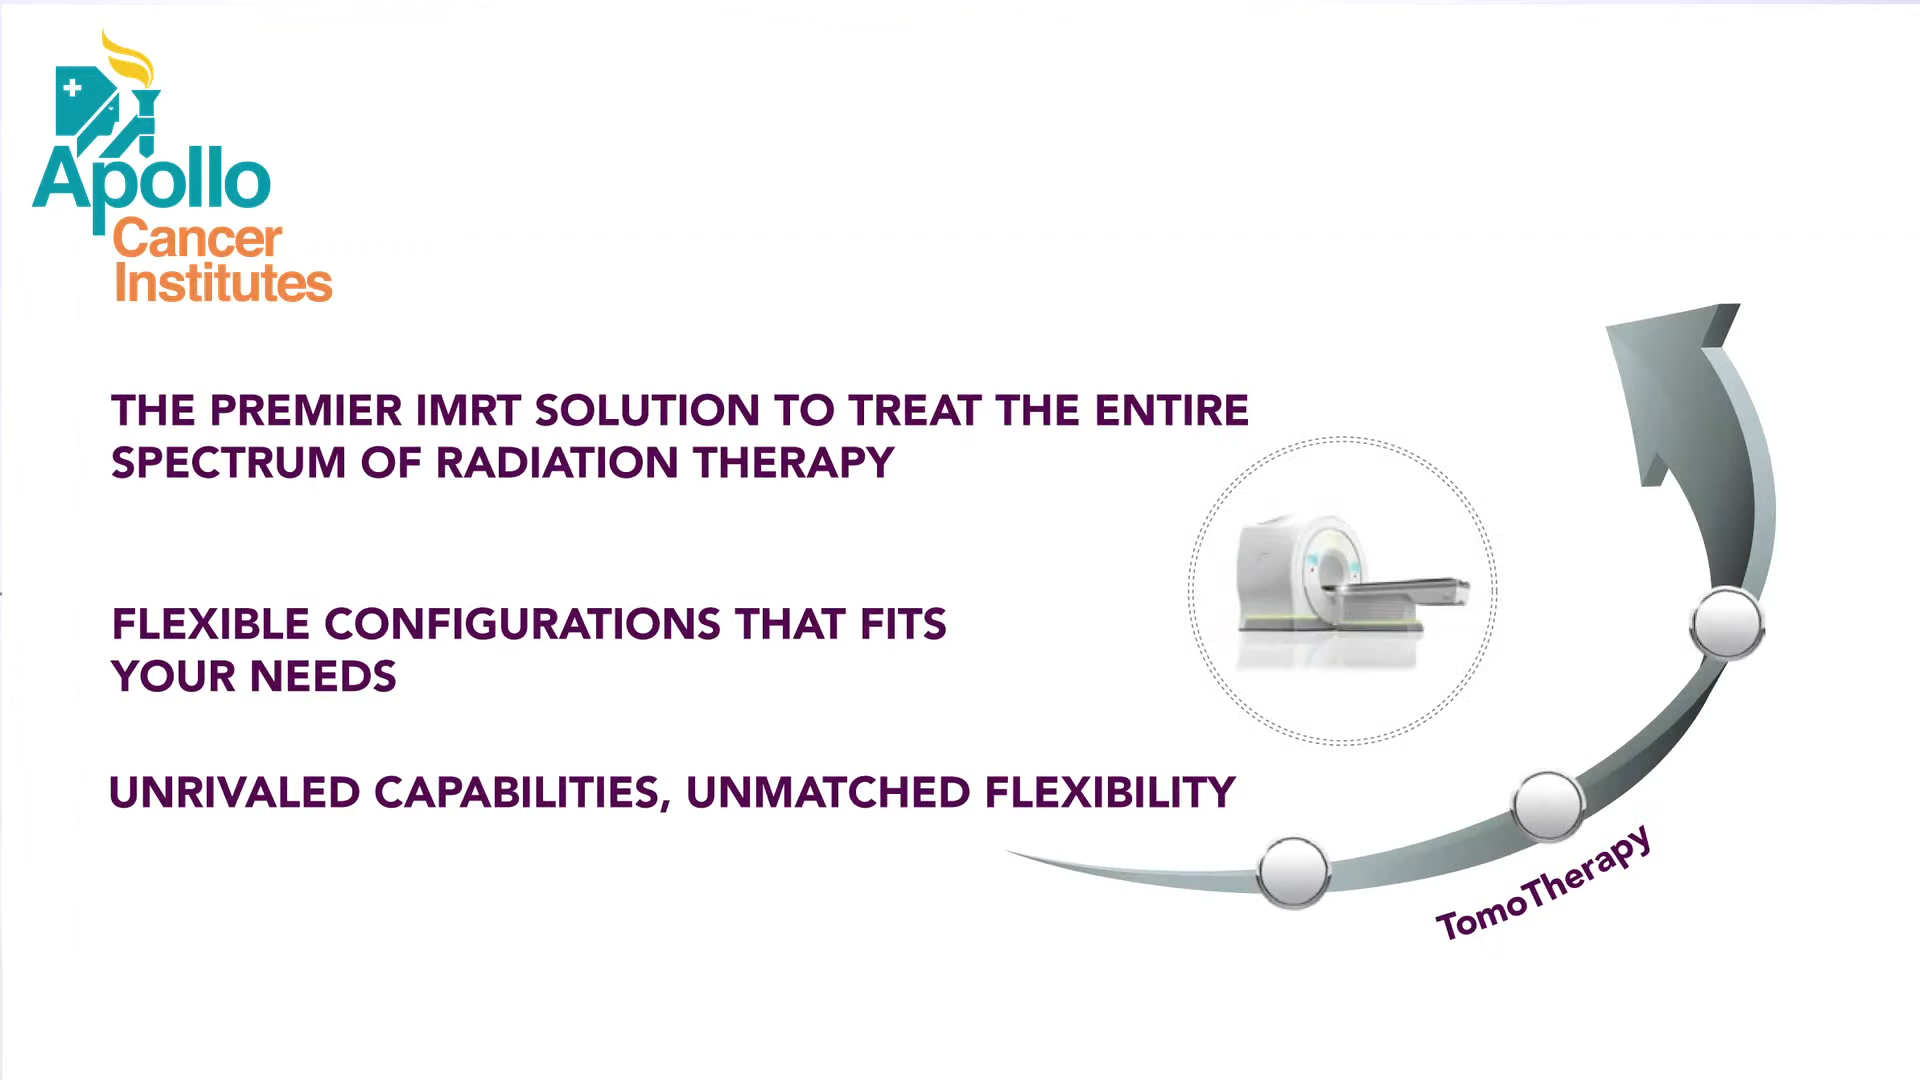 Apollo
Cancer
Institutes
THE PREMIER IMRT SOLUTION TO TREAT THE ENTIRE
SPECTRUM OF RADIATION THERAPY
FLEXIBLE CONFIGURATIONS THAT FITS
YOUR NEEDS
UNRIVALED CAPABILITIES, UNMATCHED FLEXIBILITY
TomoTherapy